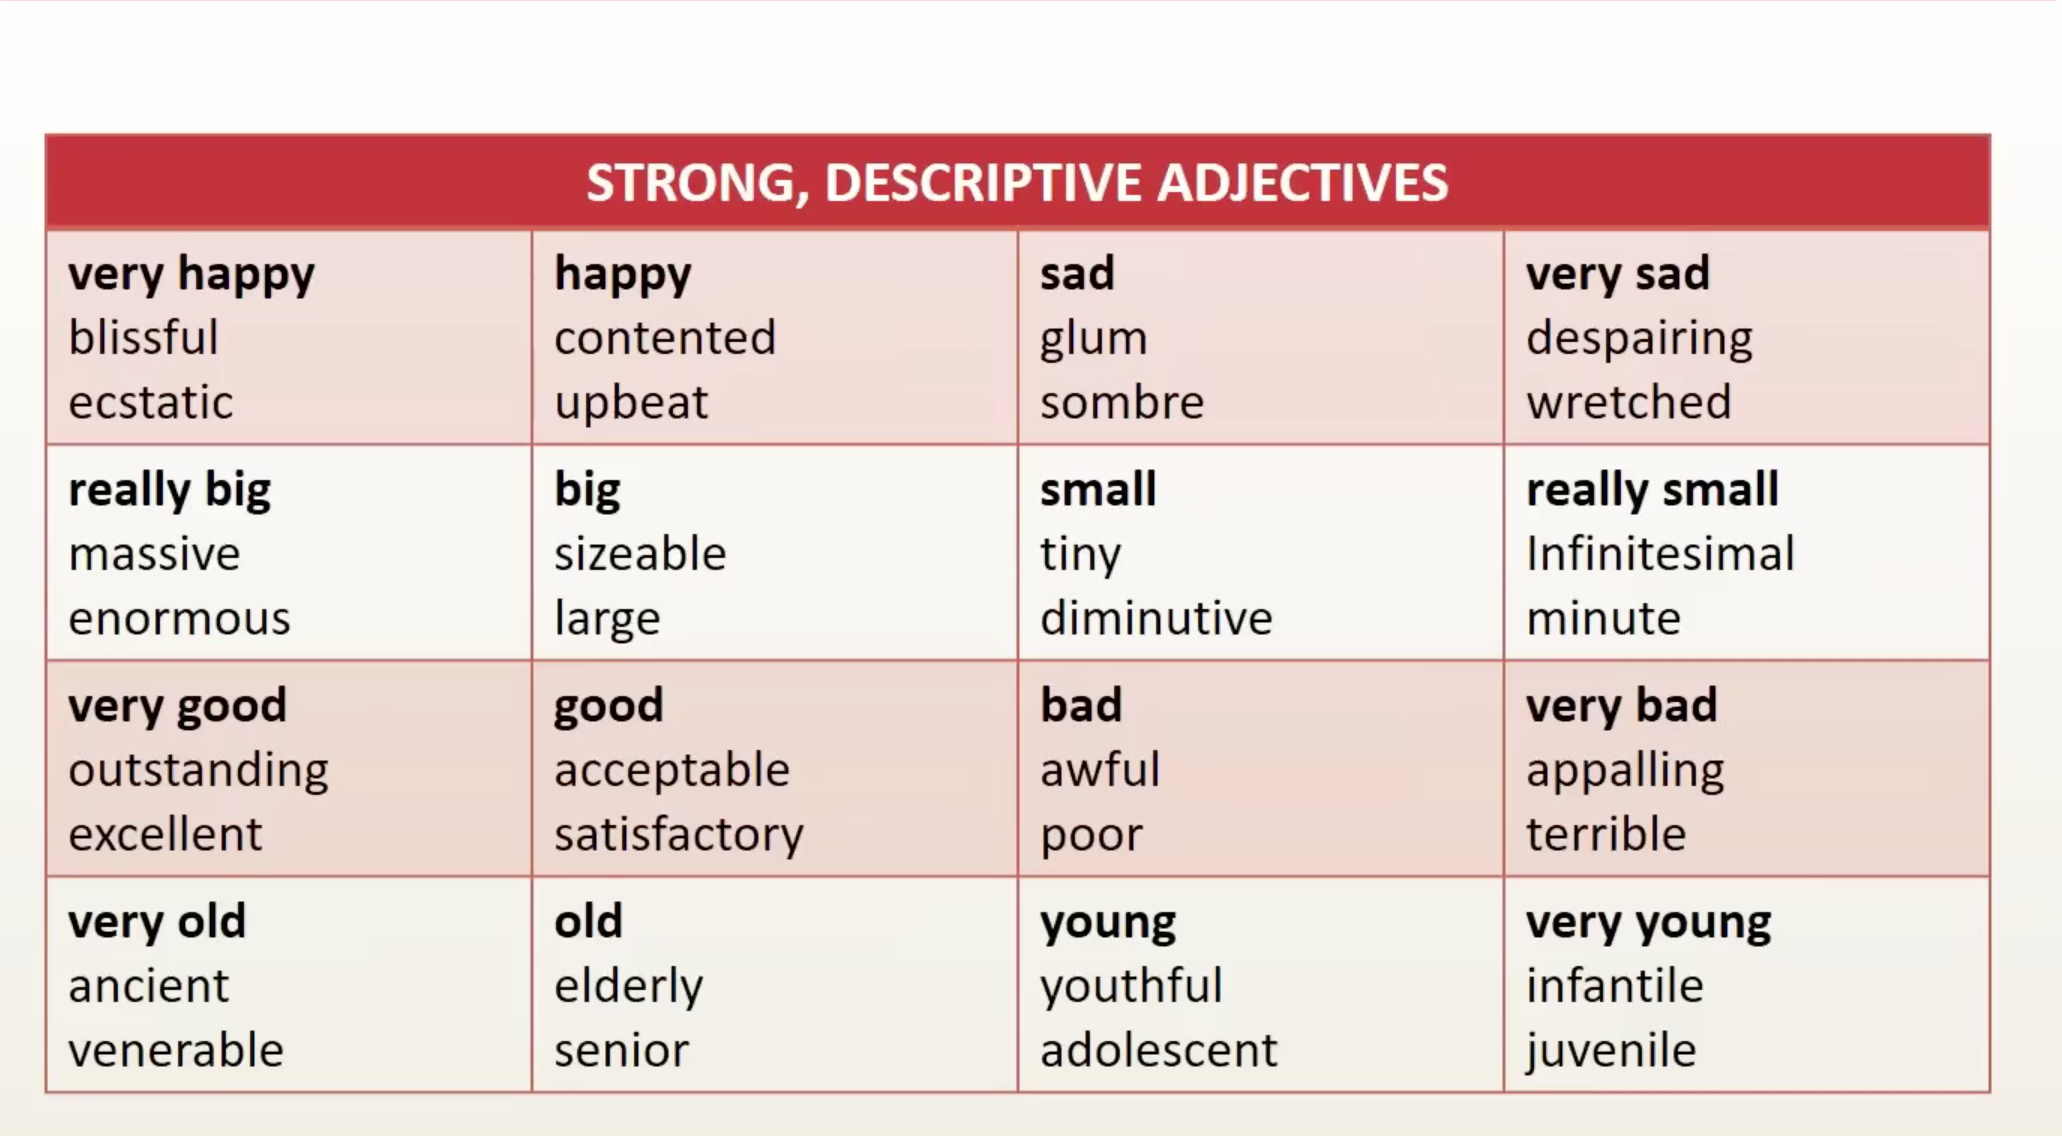 STRONG, DESCRIPTIVE ADJECTIVES
very happy
blissful
ecstatic
happy
contented
upbeat
sad
glum
sombre
very sad
despairing
wretched
really big
massive
enormous
big
sizeable
large
small
tiny
diminutive
really small
Infinitesimal
minute
very good
outstanding
excellent
good
acceptable
satisfactory
bad
awful
poor
very bad
appalling
terrible
very old
ancient
venerable
old
elderly
senior
young
youthful
adolescent
very young
infantile
juvenile